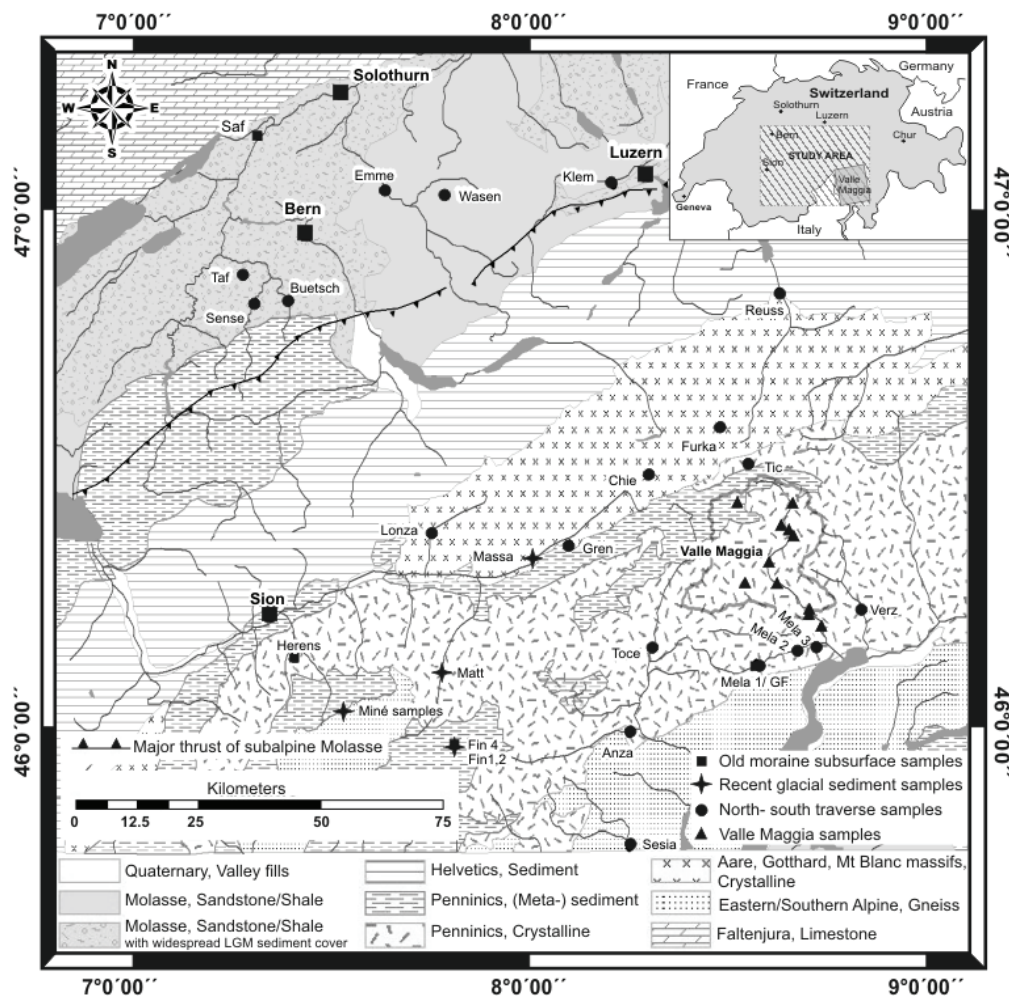 7°0′00′′
8°0′00′′
9°0′00′′
N
W
E
S
Solothurn
Saf
Luzern
Klem
Emme
Wasen
Bern
Taf
Buetsch
Sense
France
Germany
Switzerland
Solothurn
Luzern
Austria
Bern
Chur
STUDY AREA
Sion
Valle
Maggia
Geneva
Italy
47°0′00′′
47°0′00′′
Reuss
Furka
Tic
Chie
Lonza
Massa
Gren
Valle Maggia
Sion
Verz
Mela 3
Mela 2
Herens
Toce
Matt
Mela 1/ GF
Miné samples
46°0′00′′
46°0′00′′
Fin 4
Fin1,2
Anza
Sesia
Major thrust of subalpine Molasse
Kilometers
0 12.5 25 50 75
Old moraine subsurface samples
Recent glacial sediment samples
North- south traverse samples
Valle Maggia samples
Quaternary, Valley fills
Molasse, Sandstone/Shale
Molasse, Sandstone/Shale
with widespread LGM sediment cover
Helvetics, Sediment
Penninics, (Meta-) sediment
Penninics, Crystalline
Aare, Gotthard, Mt Blanc massifs,
Crystalline
Eastern/Southern Alpine, Gneiss
Faltenjura, Limestone
7°0′00′′
8°0′00′′
9°0′00′′